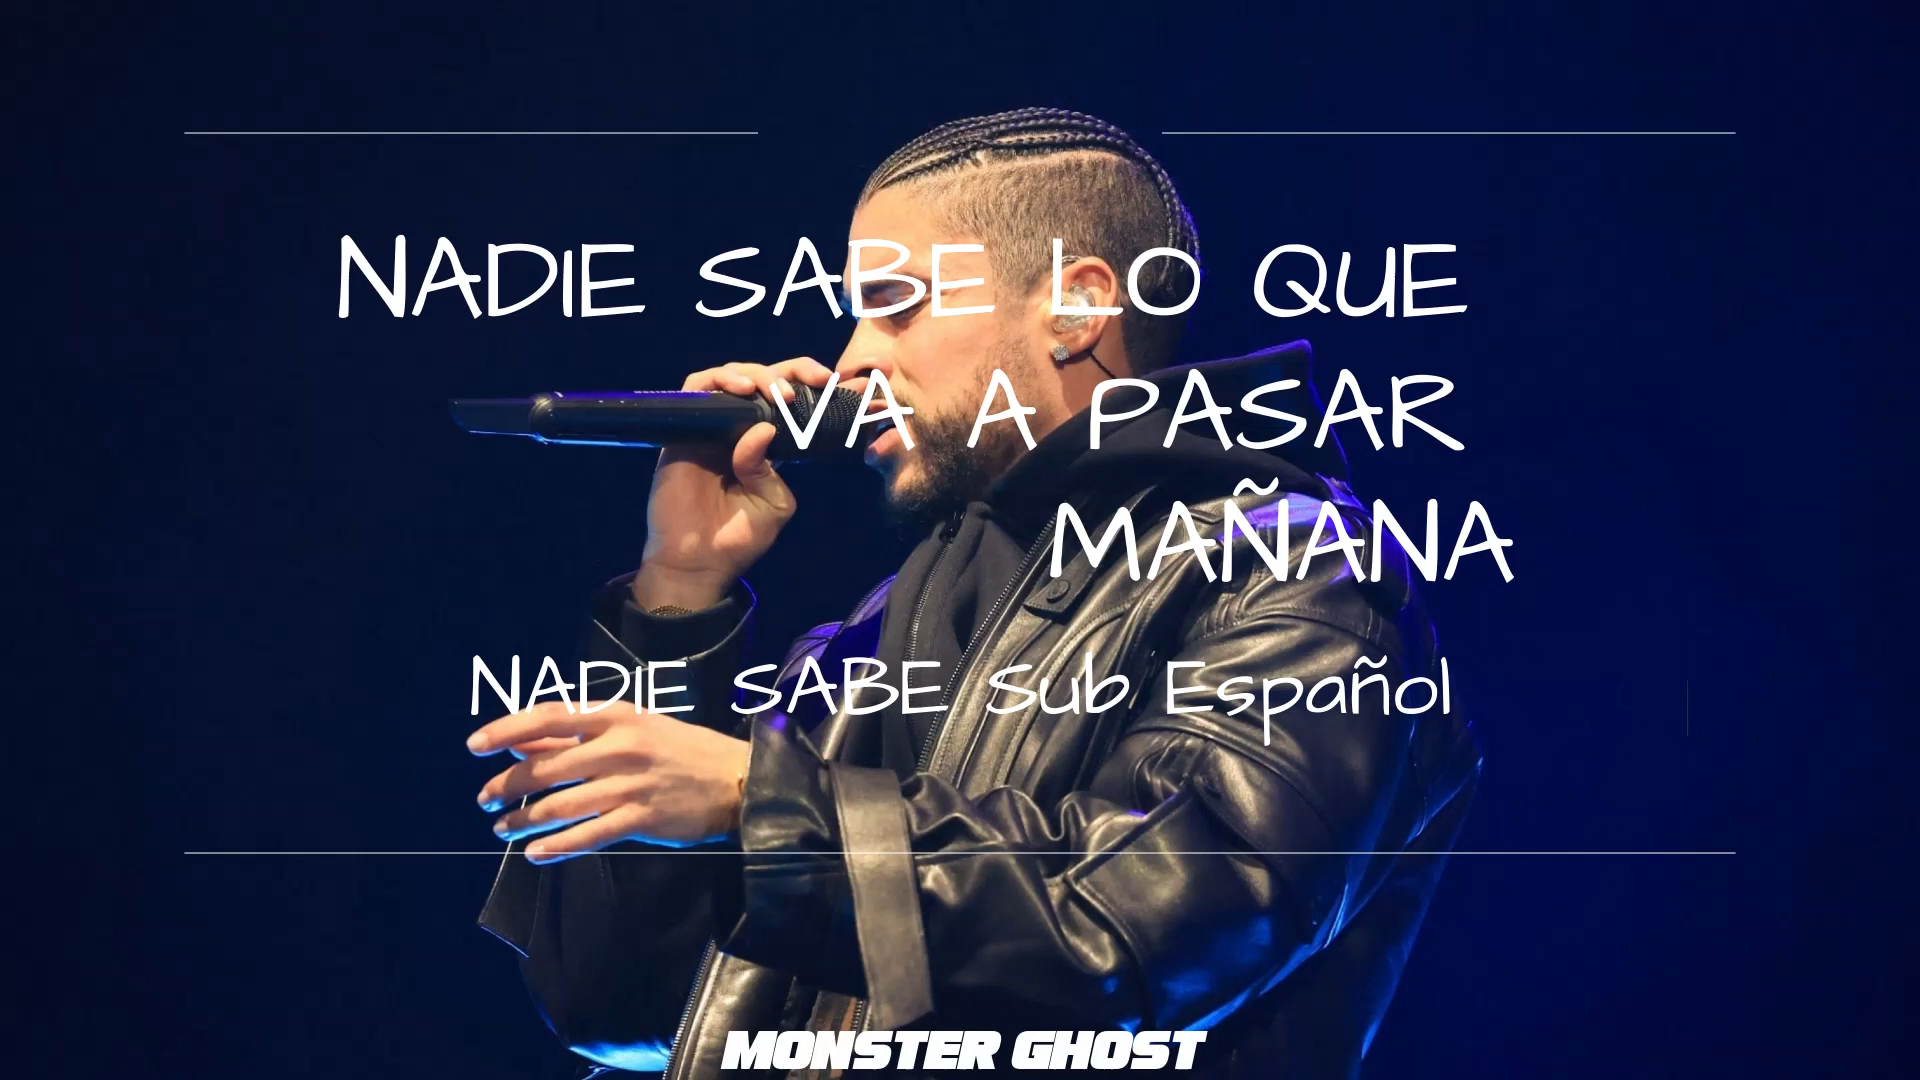 NADIE SABE LO QUE
VA A PASAR
MAÑANA
NADIE SABE Sub Español
MONSTER GHOST